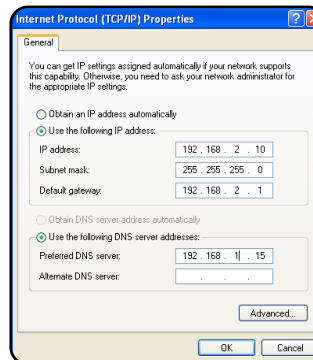 Internet Protocol (TCP/IP) Properties
General
You can get IP settings assigned automatically if your network supports
this capability. Otherwise, you need to ask your network administrator for
the appropriate IP settings.
Obtain an IP address automatically
Use the following IP address:
IP address: 192 . 168 . 2 . 10
Subnet mask: 255 . 255 . 255 . 0
Default gateway: 192 . 168 . 2 . 1
Obtain DNS server address automatically
Use the following DNS server addresses:
Preferred DNS server: 192 . 168 . 1 . 15
Alternate DNS server: . . .
Advanced...
OK Cancel